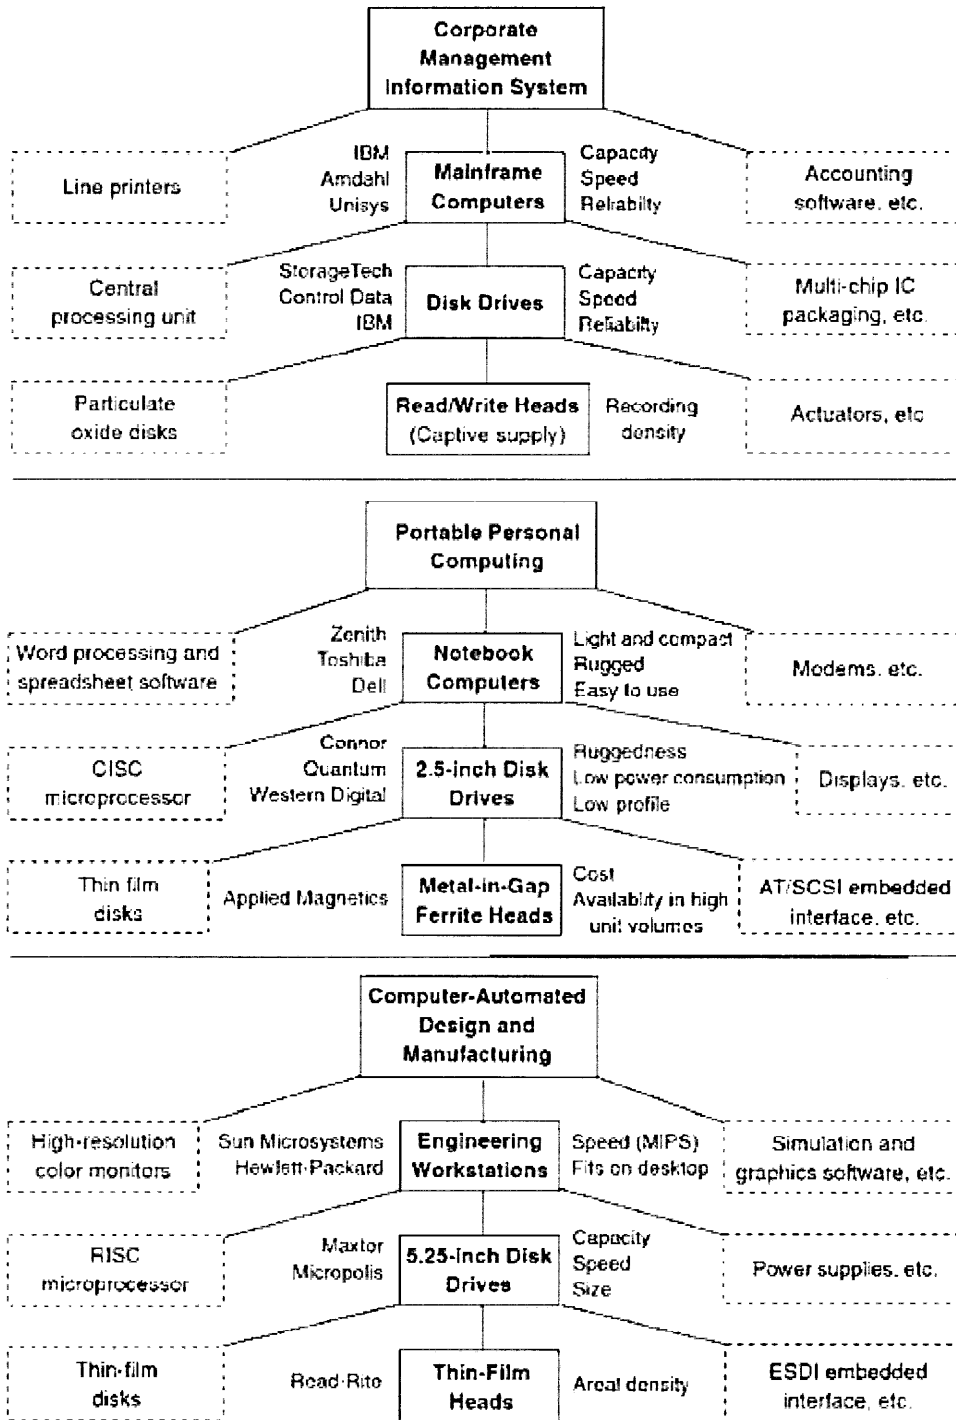 Corporate
Management
Information System
Line printers
IBM
Amdahl
Unisys
Mainframe
Computers
Capacity
Speed
Reliabilty
Accounting
software, etc.
Central
processing unit
StorageTech
Control Data
IBM
Disk Drives
Capacity
Speed
Reliabilty
Multi-chip IC
packaging, etc.
Particulate
oxide disks
Read/Write Heads
(Captive supply)
Recording
density
Actuators, etc
Portable Personal
Computing
Word processing and
spreadsheet software
Zenith
Toshiba
Dell
Notebook
Computers
Light and compact
Rugged
Easy to use
Modems, etc.
CISC
microprocessor
Connor
Quantum
Western Digital
2.5-inch Disk
Drives
Ruggedness
Low power consumption
Low profile
Displays, etc.
Thin film
disks
Applied Magnetics
Metal-in-Gap
Ferrite Heads
Cost
Availability in high
unit volumes
AT/SCSI embedded
interface, etc.
Computer-Automated
Design and
Manufacturing
High-resolution
color monitors
Sun Microsystems
Hewlett-Packard
Engineering
Workstations
Speed (MIPS)
Fits on desktop
Simulation and
graphics software, etc.
RISC
microprocessor
Maxtor
Micropolis
5.25-inch Disk
Drives
Capacity
Speed
Size
Power supplies, etc.
Thin-film
disks
Read-Rite
Thin-Film
Heads
Areal density
ESDI embedded
interface, etc.